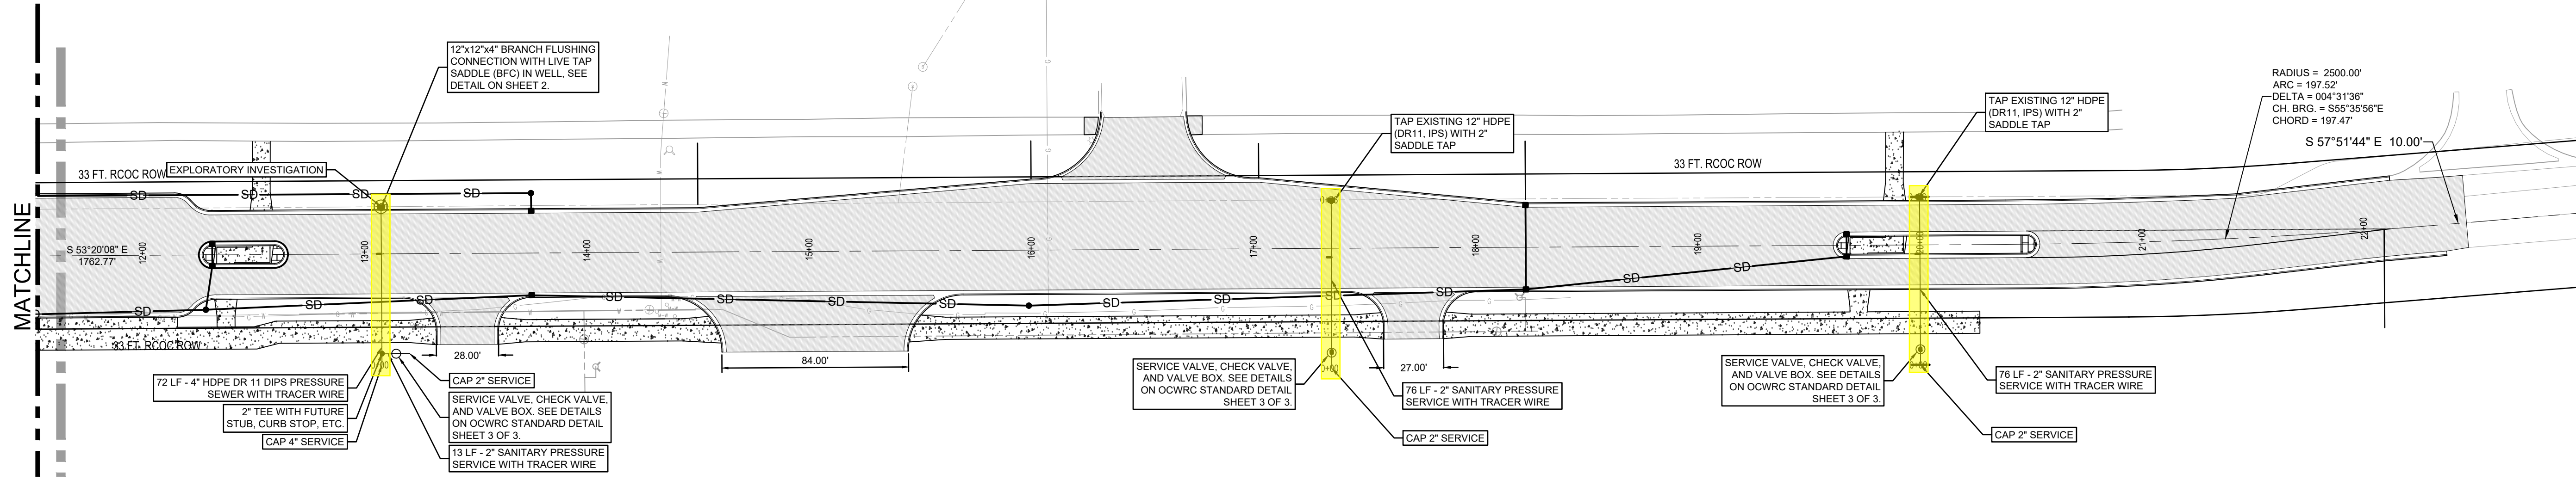 MATCHLINE
12"x12"x4" BRANCH FLUSHING
CONNECTION WITH LIVE TAP
SADDLE (BFC) IN WELL, SEE
DETAIL ON SHEET 2.
EXPLORATORY INVESTIGATION
33 FT. RCOC ROW
SD
SD
SD
SD
TAP EXISTING 12" HDPE
(DR11, IPS) WITH 2"
SADDLE TAP
TAP EXISTING 12" HDPE
(DR11, IPS) WITH 2"
SADDLE TAP
RADIUS = 2500.00'
ARC = 197.52'
DELTA = 004°31'36"
CH. BRG. = S55°35'56"E
CHORD = 197.47'
S 57°51'44" E 10.00'
33 FT. RCOC ROW
S 53°20'08" E
1762.77'
12+00
13+00
14+00
15+00
16+00
17+00
18+00
19+00
20+00
21+00
22+00
SD
SD
SD
SD
SD
SD
SD
SD
SD
SD
SD
SD
SD
33 FT. RCOC ROW
28.00'
84.00'
27.00'
0+00
0+00
0+00
72 LF - 4" HDPE DR 11 DIPS PRESSURE
SEWER WITH TRACER WIRE
2" TEE WITH FUTURE
STUB, CURB STOP, ETC.
CAP 4" SERVICE
CAP 2" SERVICE
SERVICE VALVE, CHECK VALVE,
AND VALVE BOX. SEE DETAILS
ON OCWRC STANDARD DETAIL
SHEET 3 OF 3.
13 LF - 2" SANITARY PRESSURE
SERVICE WITH TRACER WIRE
SERVICE VALVE, CHECK VALVE,
AND VALVE BOX. SEE DETAILS
ON OCWRC STANDARD DETAIL
SHEET 3 OF 3.
76 LF - 2" SANITARY PRESSURE
SERVICE WITH TRACER WIRE
CAP 2" SERVICE
SERVICE VALVE, CHECK VALVE,
AND VALVE BOX. SEE DETAILS
ON OCWRC STANDARD DETAIL
SHEET 3 OF 3.
76 LF - 2" SANITARY PRESSURE
SERVICE WITH TRACER WIRE
CAP 2" SERVICE